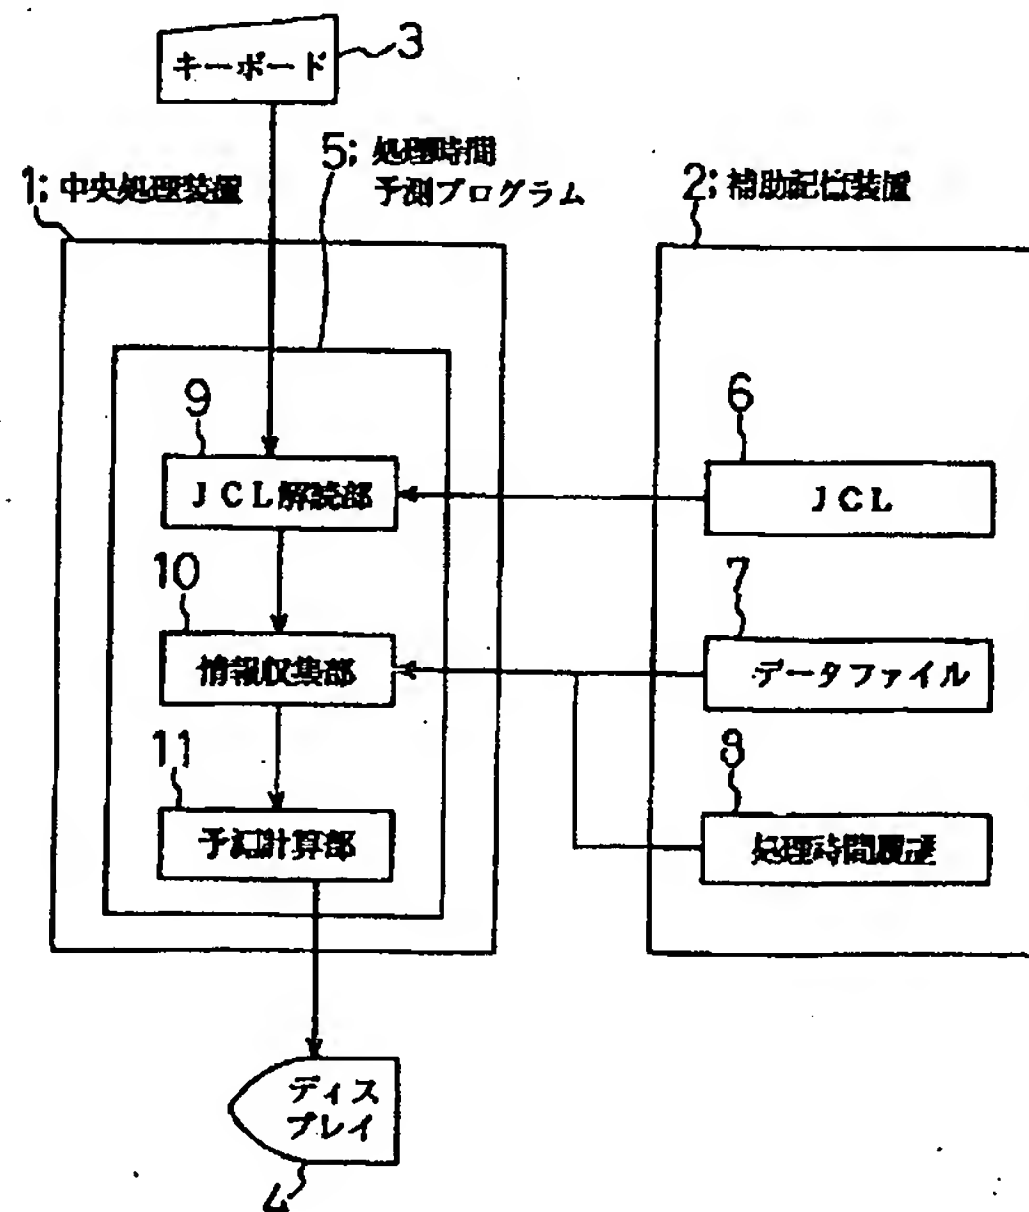 キーボード
3
5;処理時間
予測プログラム
1;中央処理装置
2;補助記憶装置
9
JCL解読部
6
JCL
10
情報収集部
7
データファイル
11
予測計算部
8
処理時間履歴
ディス
プレイ
4